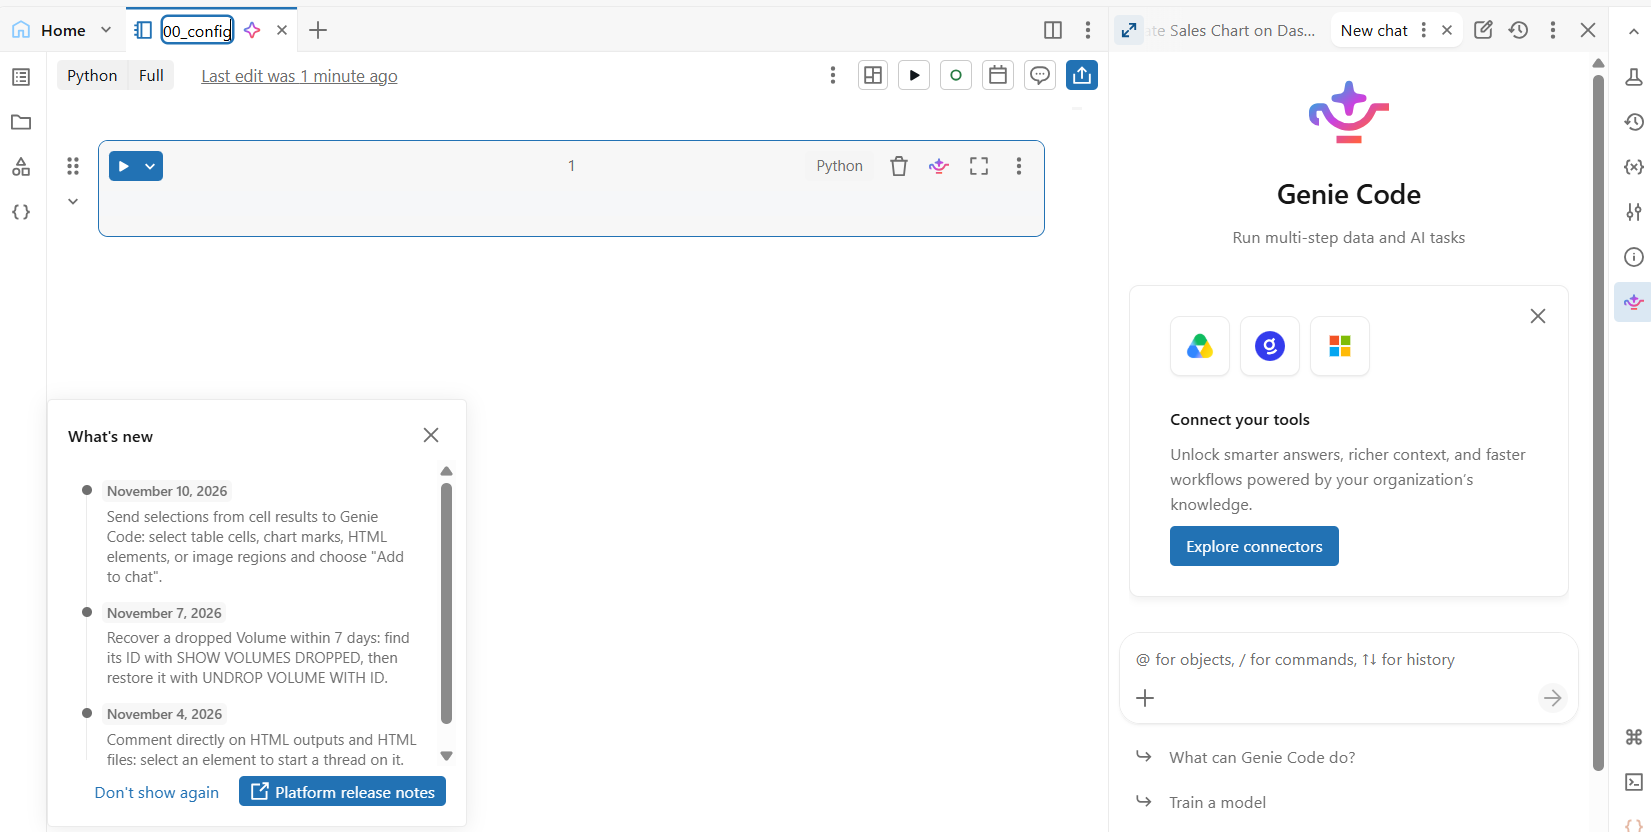 Home
00_config
te Sales Chart on Das...
New chat
Python
Full
Last edit was 1 minute ago
1
Python
Genie Code
Run multi-step data and AI tasks
Connect your tools
Unlock smarter answers, richer context, and faster
workflows powered by your organization's
knowledge.
Explore connectors
@ for objects, / for commands, ↑↓ for history
What can Genie Code do?
Train a model
What's new
November 10, 2026
Send selections from cell results to Genie
Code: select table cells, chart marks, HTML
elements, or image regions and choose "Add
to chat".
November 7, 2026
Recover a dropped Volume within 7 days: find
its ID with SHOW VOLUMES DROPPED, then
restore it with UNDROP VOLUME WITH ID.
November 4, 2026
Comment directly on HTML outputs and HTML
files: select an element to start a thread on it.
Don't show again
Platform release notes